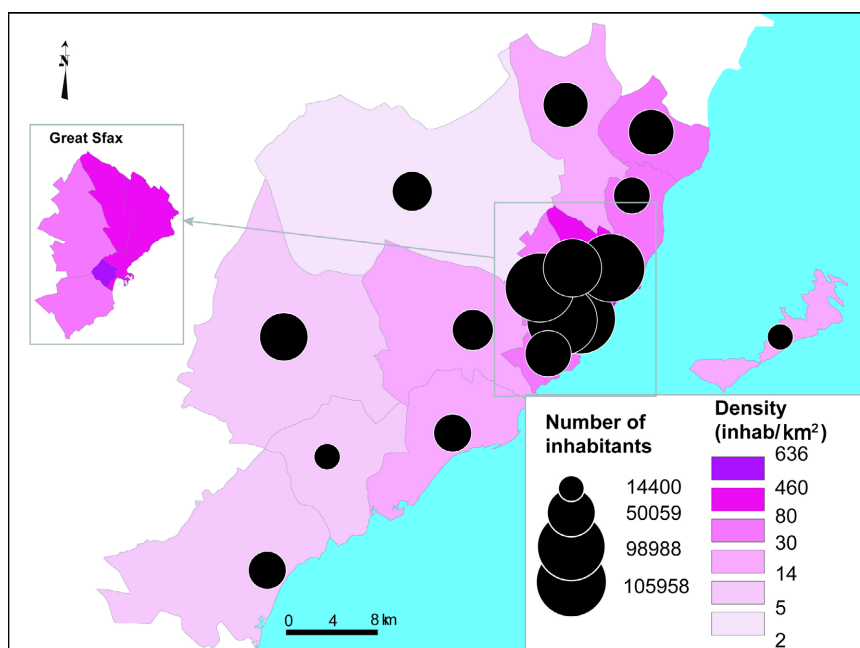 N
Great Sfax
Number of
inhabitants
14400
50059
98988
105958
Density
(inhab/km²)
636
460
80
30
14
5
2
0 4 8 km